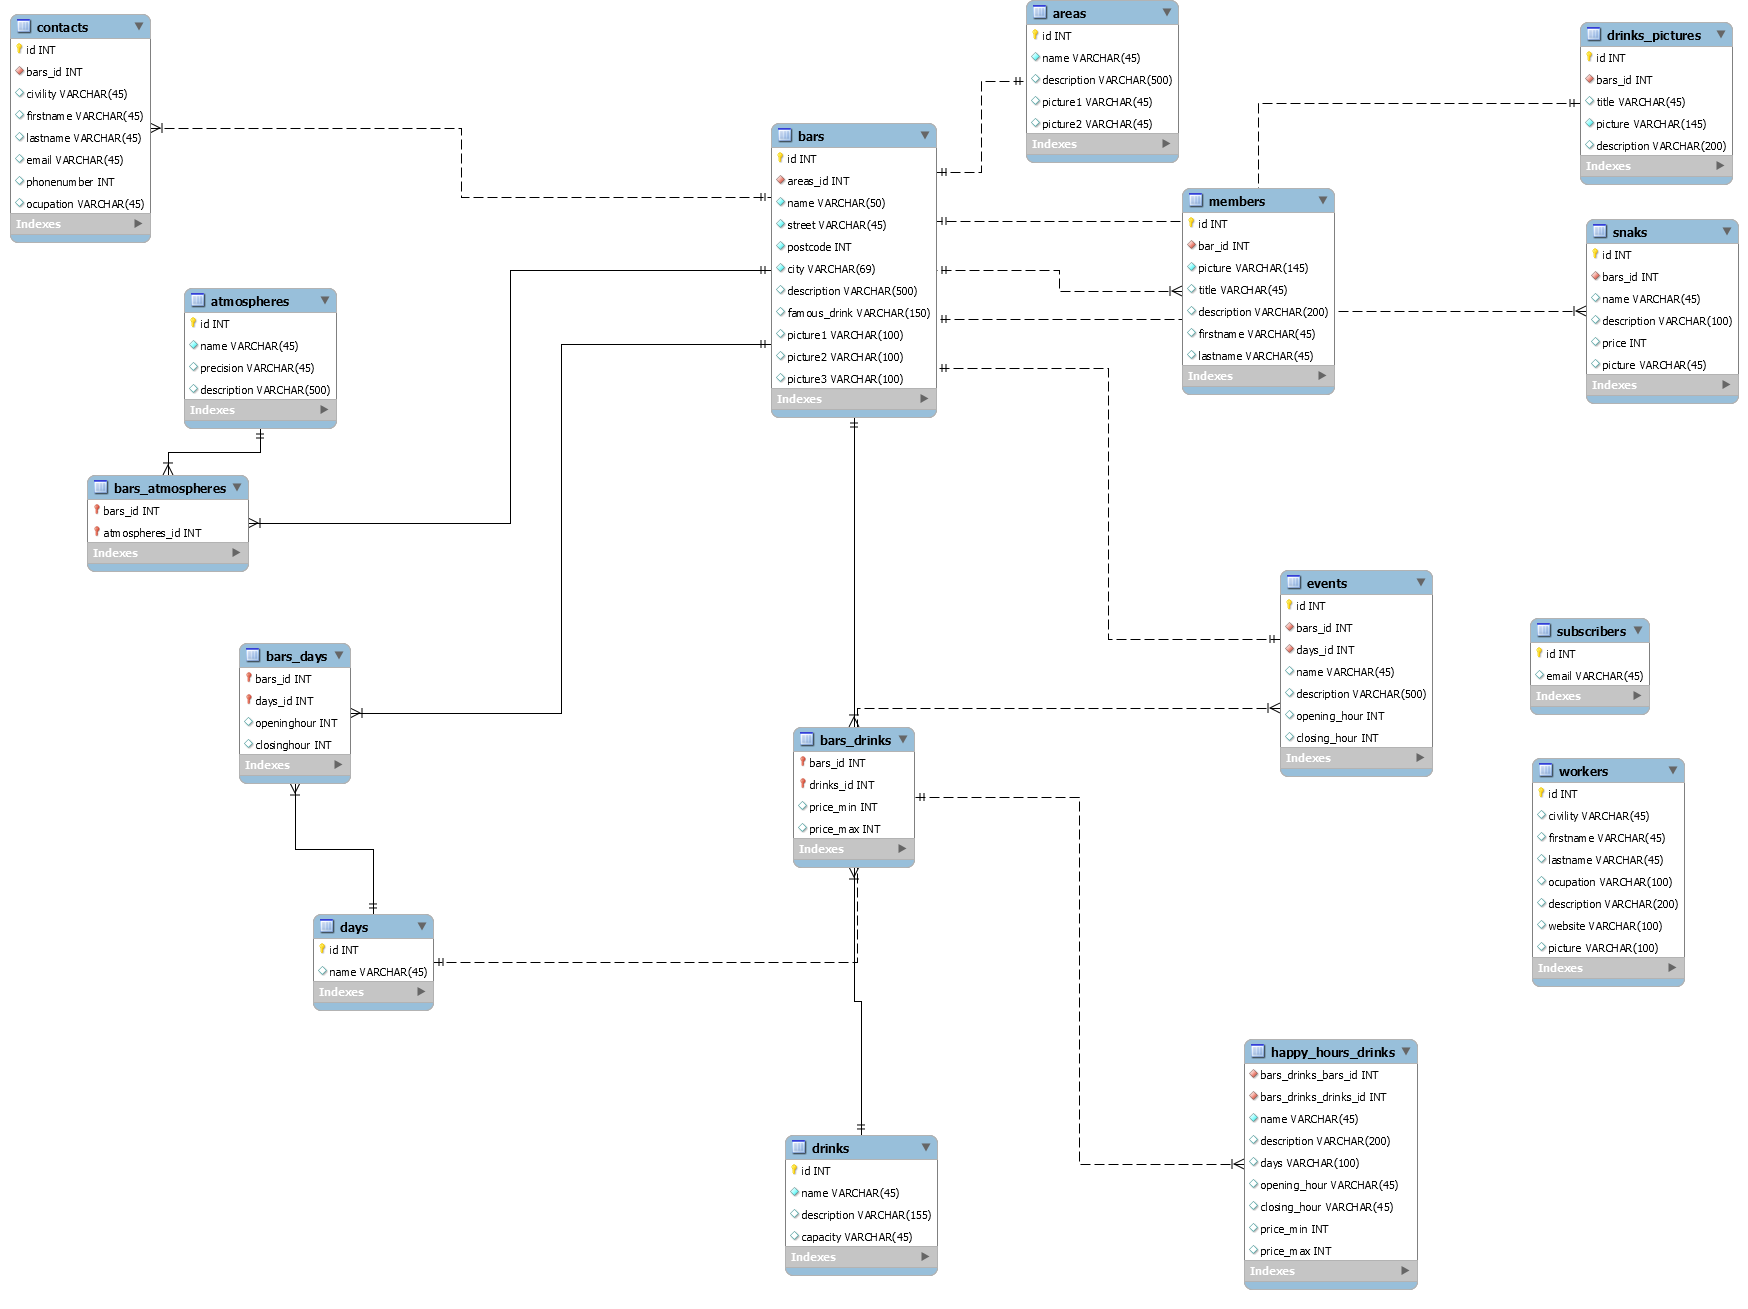 contacts
id INT
bars_id INT
civility VARCHAR(45)
firstname VARCHAR(45)
lastname VARCHAR(45)
email VARCHAR(45)
phonenumber INT
ocupation VARCHAR(45)
Indexes
areas
id INT
name VARCHAR(45)
description VARCHAR(500)
picture1 VARCHAR(45)
picture2 VARCHAR(45)
Indexes
drinks_pictures
id INT
bars_id INT
title VARCHAR(45)
picture VARCHAR(145)
description VARCHAR(200)
Indexes
bars
id INT
areas_id INT
name VARCHAR(50)
street VARCHAR(45)
postcode INT
city VARCHAR(69)
description VARCHAR(500)
famous_drink VARCHAR(150)
picture1 VARCHAR(100)
picture2 VARCHAR(100)
picture3 VARCHAR(100)
Indexes
members
id INT
bar_id INT
picture VARCHAR(145)
title VARCHAR(45)
description VARCHAR(200)
firstname VARCHAR(45)
lastname VARCHAR(45)
Indexes
snaks
id INT
bars_id INT
name VARCHAR(45)
description VARCHAR(100)
price INT
picture VARCHAR(45)
Indexes
atmospheres
id INT
name VARCHAR(45)
precision VARCHAR(45)
description VARCHAR(500)
Indexes
bars_atmospheres
bars_id INT
atmospheres_id INT
Indexes
bars_days
bars_id INT
days_id INT
openinghour INT
closinghour INT
Indexes
events
id INT
bars_id INT
days_id INT
name VARCHAR(45)
description VARCHAR(500)
opening_hour INT
closing_hour INT
Indexes
subscribers
id INT
email VARCHAR(45)
Indexes
bars_drinks
bars_id INT
drinks_id INT
price_min INT
price_max INT
Indexes
workers
id INT
civility VARCHAR(45)
firstname VARCHAR(45)
lastname VARCHAR(45)
ocupation VARCHAR(100)
description VARCHAR(200)
website VARCHAR(100)
picture VARCHAR(100)
Indexes
days
id INT
name VARCHAR(45)
Indexes
happy_hours_drinks
bars_drinks_bars_id INT
bars_drinks_drinks_id INT
name VARCHAR(45)
description VARCHAR(200)
days VARCHAR(100)
opening_hour VARCHAR(45)
closing_hour VARCHAR(45)
price_min INT
price_max INT
Indexes
drinks
id INT
name VARCHAR(45)
description VARCHAR(155)
capacity VARCHAR(45)
Indexes